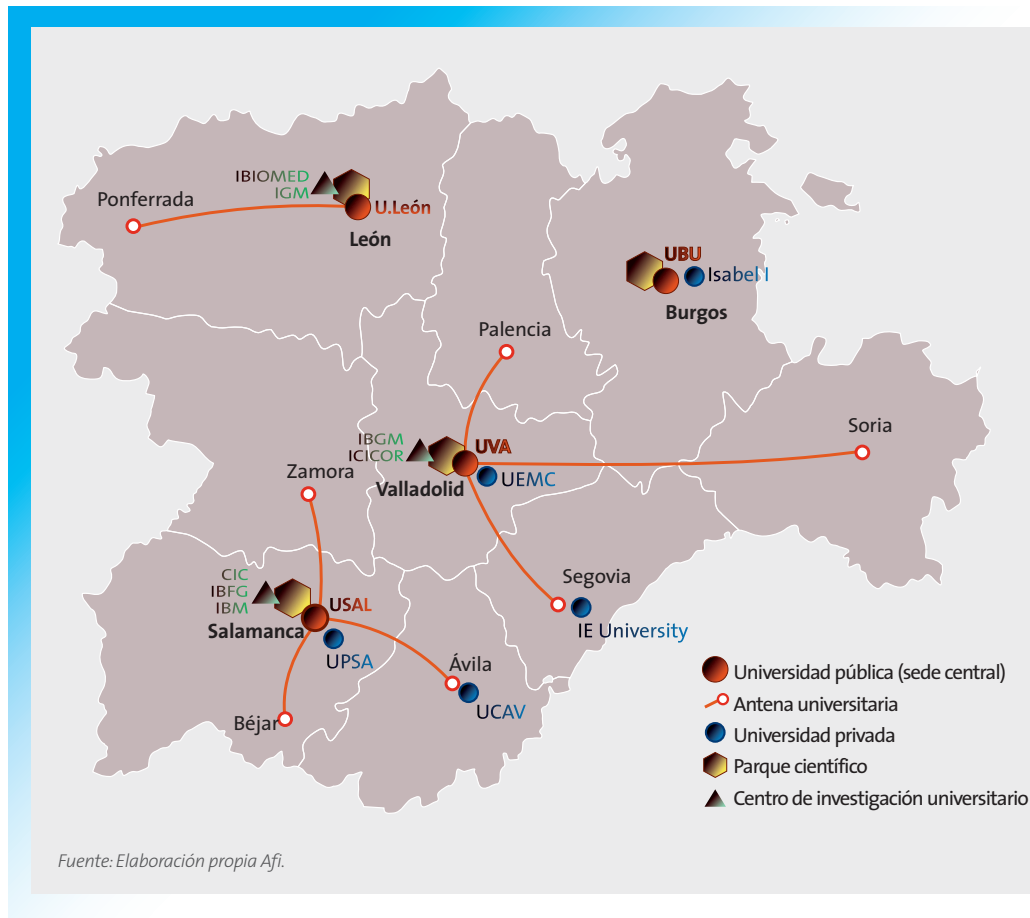 IBIOMED
IGM
Ponferrada
U.León
León
UBU
Isabel I
Burgos
Palencia
Soria
IBGM
ICICOR
UVA
UEMC
Valladolid
Zamora
Segovia
IE University
CIC
IBFG
IBM
USAL
Salamanca
UPSA
Ávila
UCAV
Béjar
Universidad pública (sede central)
Antena universitaria
Universidad privada
Parque científico
Centro de investigación universitario
Fuente: Elaboración propia Afi.